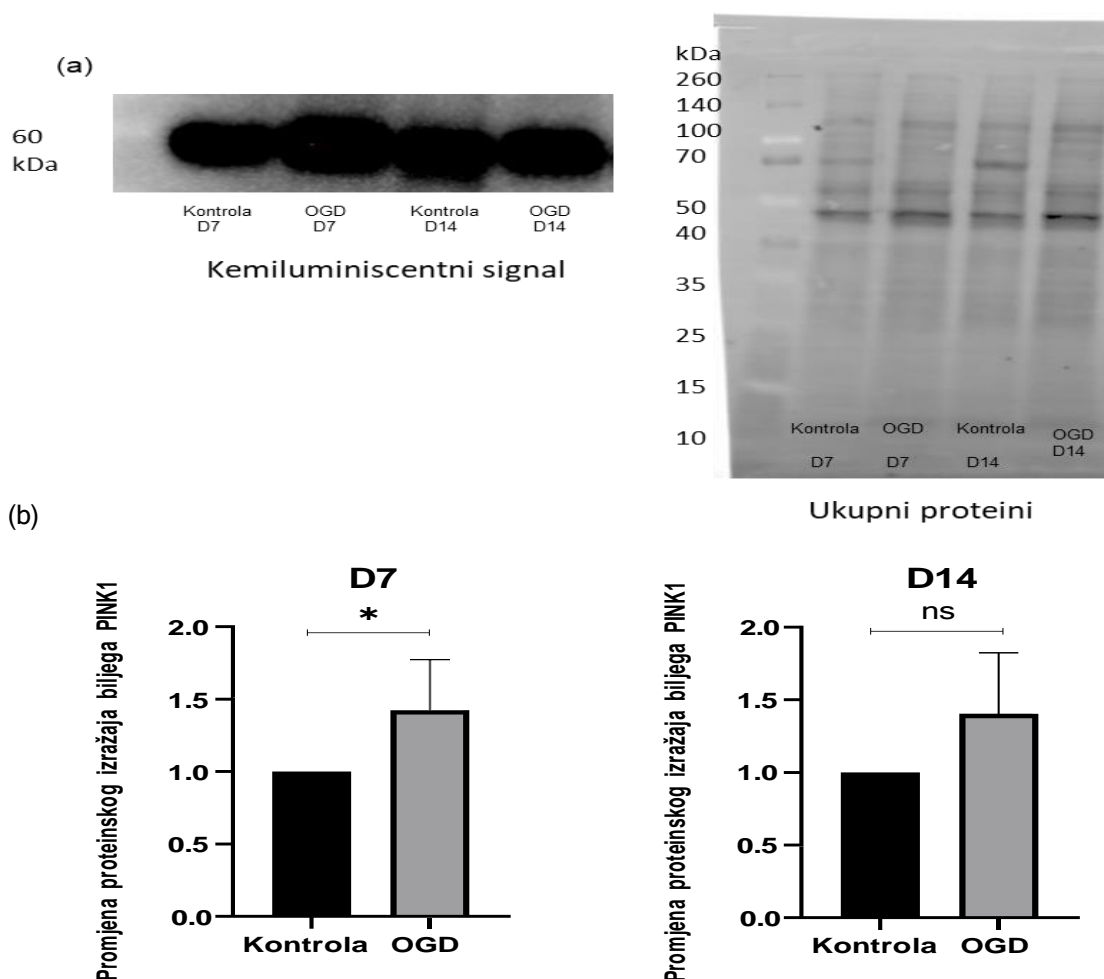 (a)
60
kDa
Kontrola
D7
OGD
D7
Kontrola
D14
OGD
D14
Kemiluminiscentni signal
kDa
260
140
100
70
50
40
35
25
15
10
Kontrola
D7
OGD
D7
Kontrola
D14
OGD
D14
Ukupni proteini
(b)
D7
*
Promjena proteinskog izražaja biljega PINK1
2.0
1.5
1.0
0.5
0.0
Kontrola OGD
D14
ns
Promjena proteinskog izražaja biljega PINK1
2.0
1.5
1.0
0.5
0.0
Kontrola OGD